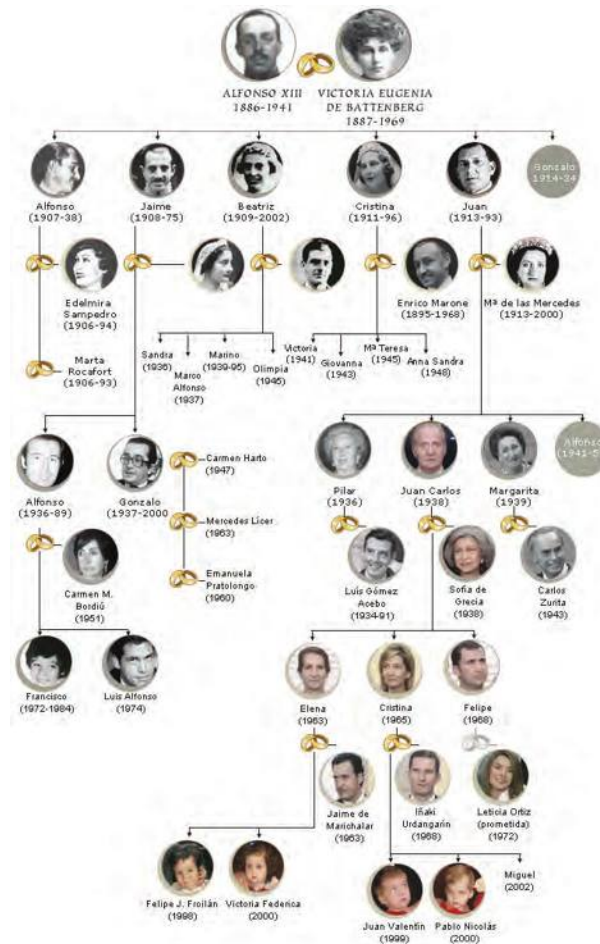 ALFONSO XIII
1886-1941
VICTORIA EUGENIA
DE BATTENBERG
1887-1969
Alfonso
(1907-38)
Jaime
(1908-75)
Beatriz
(1909-2002)
Cristina
(1911-96)
Juan
(1913-93)
Gonzalo
1914-34
Edelmira
Sampedro
(1906-94)
Enrico Marone
(1895-1968)
Mª de las Mercedes
(1913-2000)
Marta
Rocafort
(1906-93)
Sandra
(1936)
Marco
Alfonso
(1937)
Marino
(1939-95)
Olimpia
(1945)
Victoria
(1941)
Giovanna
(1943)
Mª Teresa
(1945)
Anna Sandra
(1948)
Alfonso
(1936-89)
Gonzalo
(1937-2000)
Carmen Harto
(1947)
Mercedes Licer
(1963)
Emanuela
Pratolongo
(1960)
Pilar
(1936)
Juan Carlos
(1938)
Margarita
(1939)
Alfonso
(1941-5
Carmen M.
Bordiú
(1951)
Luis Gómez
Acebo
(1934-91)
Sofía de
Grecia
(1938)
Carlos
Zurita
(1943)
Francisco
(1972-1984)
Luis Alfonso
(1974)
Elena
(1963)
Cristina
(1965)
Felipe
(1968)
Jaime de
Marichalar
(1963)
Iñaki
Urdangarín
(1968)
Leticia Ortiz
(prometida)
(1972)
Felipe J. Froilán
(1998)
Victoria Federica
(2000)
Juan Valentín
(1999)
Pablo Nicolás
(2000)
Miguel
(2002)